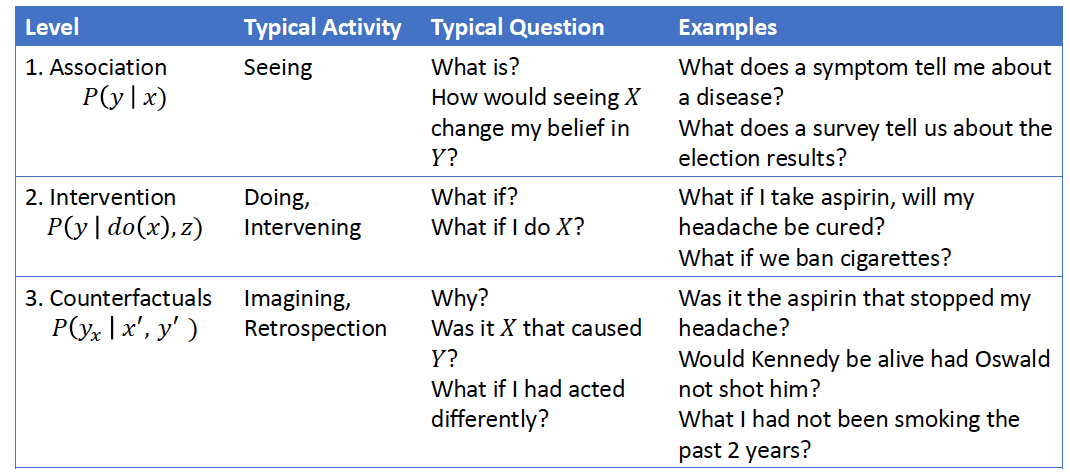 Level Typical Activity Typical Question Examples
1. Association Seeing What is? What does a symptom tell me about
P(y | x) How would seeing X a disease?
change my belief in What does a survey tell us about the
Y? election results?
2. Intervention Doing, What if? What if I take aspirin, will my
P(y | do(x), z) Intervening What if I do X? headache be cured?
What if we ban cigarettes?
3. Counterfactuals Imagining, Why? Was it the aspirin that stopped my
P(yₓ | x′, y′ ) Retrospection Was it X that caused headache?
Y? Would Kennedy be alive had Oswald
What if I had acted not shot him?
differently? What I had not been smoking the
past 2 years?